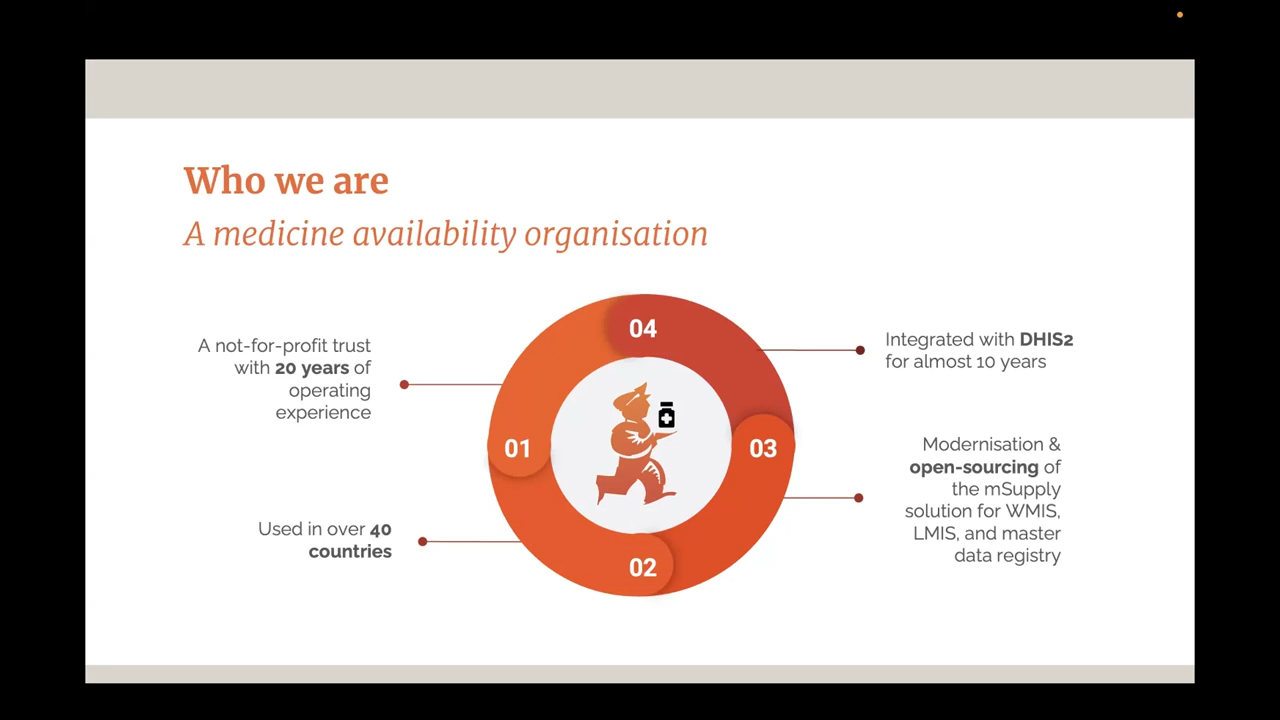 Who we are
A medicine availability organisation
A not-for-profit trust
with 20 years of
operating
experience
Used in over 40
countries
04
01
03
02
Integrated with DHIS2
for almost 10 years
Modernisation &
open-sourcing of
the mSupply
solution for WMIS,
LMIS, and master
data registry